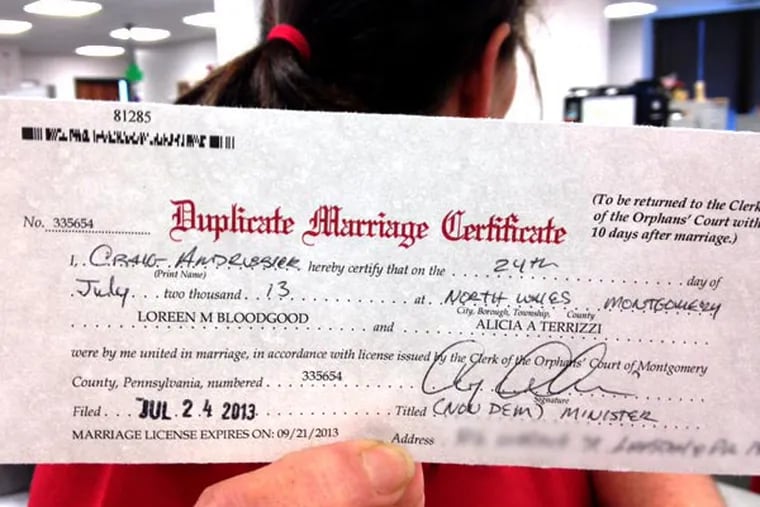 81285
(To be returned to the Clerk
of the Orphans' Court with
10 days after marriage.)
No. 335654 Duplicate Marriage Certificate
I, CRAIG ANDRUSSIER hereby certify that on the 24th day of
(Print Name)
July two thousand 13 at NORTH WALES MONTGOMERY
City, Borough, Township, County
LOREEN M BLOODGOOD and ALICIA A TERRIZZI
were by me united in marriage, in accordance with license issued by the Clerk of the Orphans' Court of Montgomery
County, Pennsylvania, numbered 335654
Signature
Filed JUL 24 2013 Titled (NON DEM) MINISTER
MARRIAGE LICENSE EXPIRES ON: 09/21/2013 Address